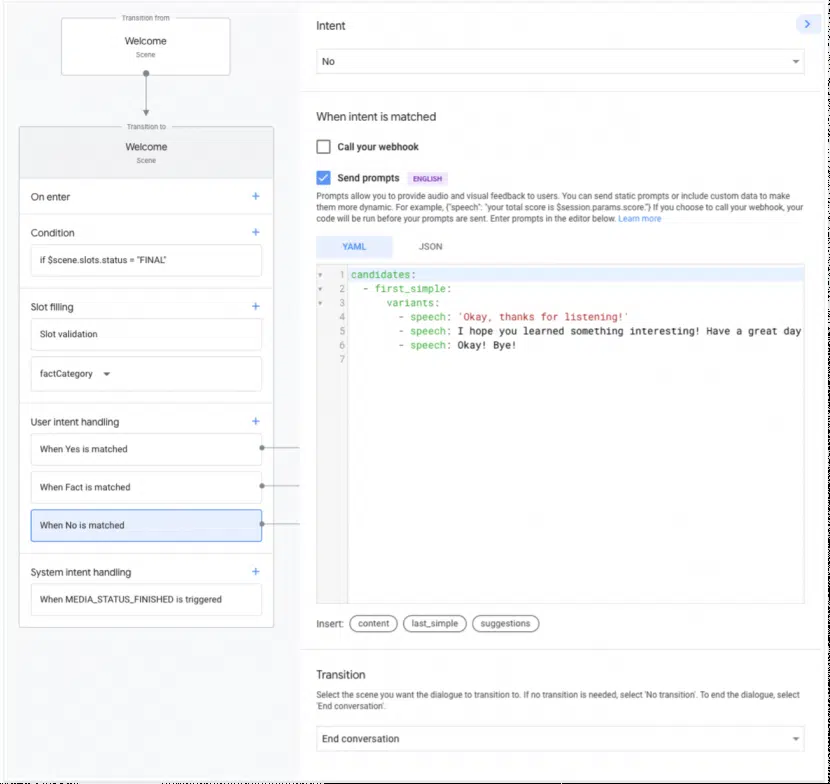 Transition from
Welcome
Scene
Transition to
Welcome
Scene
On enter
+
Condition
+
if $scene.slots.status = "FINAL"
Slot filling
+
Slot validation
factCategory
User intent handling
+
When Yes is matched
When Fact is matched
When No is matched
System intent handling
+
When MEDIA_STATUS_FINISHED is triggered
Intent
No
When intent is matched
Call your webhook
Send prompts ENGLISH
Prompts allow you to provide audio and visual feedback to users. You can send static prompts or include custom data to make
them more dynamic. For example, {"speech": "your total score is $session.params.score."} If you choose to call your webhook, your
code will be run before your prompts are sent. Enter prompts in the editor below. Learn more
YAML JSON
1 candidates:
2 - first_simple:
3 variants:
4 - speech: 'Okay, thanks for listening!'
5 - speech: I hope you learned something interesting! Have a great day
6 - speech: Okay! Bye!
7
Insert: content last_simple suggestions
Transition
Select the scene you want the dialogue to transition to. If no transition is needed, select 'No transition'. To end the dialogue, select
'End conversation'.
End conversation